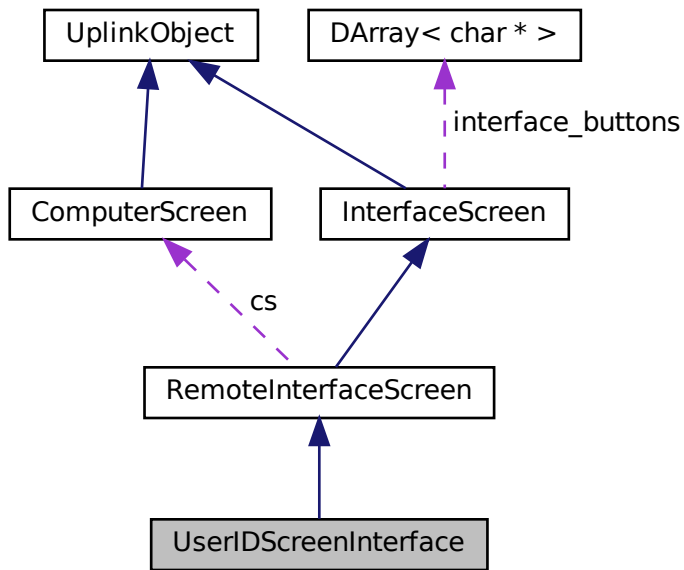 UplinkObject
DArray< char * >
interface_buttons
ComputerScreen
InterfaceScreen
cs
RemoteInterfaceScreen
UserIDScreenInterface